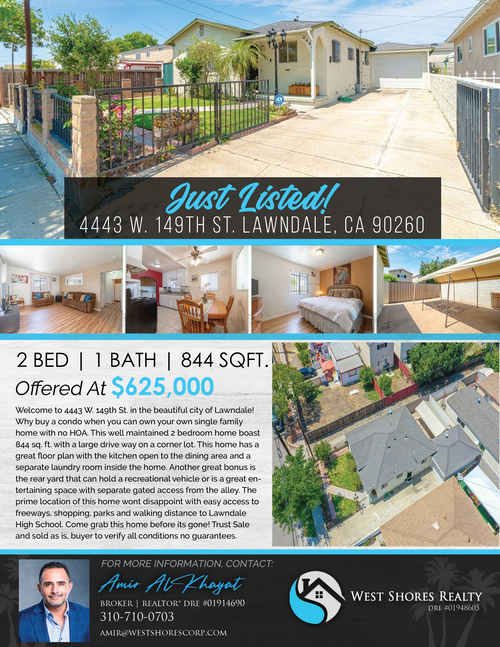 Just Listed!
4443 W. 149TH ST. LAWNDALE, CA 90260
2 BED | 1 BATH | 844 SQFT.
Offered At $625,000
Welcome to 4443 W. 149th St. in the beautiful city of Lawndale!
Why buy a condo when you can own your own single family
home with no HOA. This well maintained 2 bedroom home boast
844 sq. ft. with a large drive way on a corner lot. This home has a
great floor plan with the kitchen open to the dining area and a
separate laundry room inside the home. Another great bonus is
the rear yard that can hold a recreational vehicle or is a great en-
tertaining space with separate gated access from the alley. The
prime location of this home wont disappoint with easy access to
freeways, shopping, parks and walking distance to Lawndale
High School. Come grab this home before its gone! Trust Sale
and sold as is, buyer to verify all conditions no guarantees.
FOR MORE INFORMATION, CONTACT:
Amir Al-Khayat
BROKER | REALTOR® DRE #01914690
310-710-0703
AMIR@WESTSHORESCORP.COM
WEST SHORES REALTY
DRE #01948605